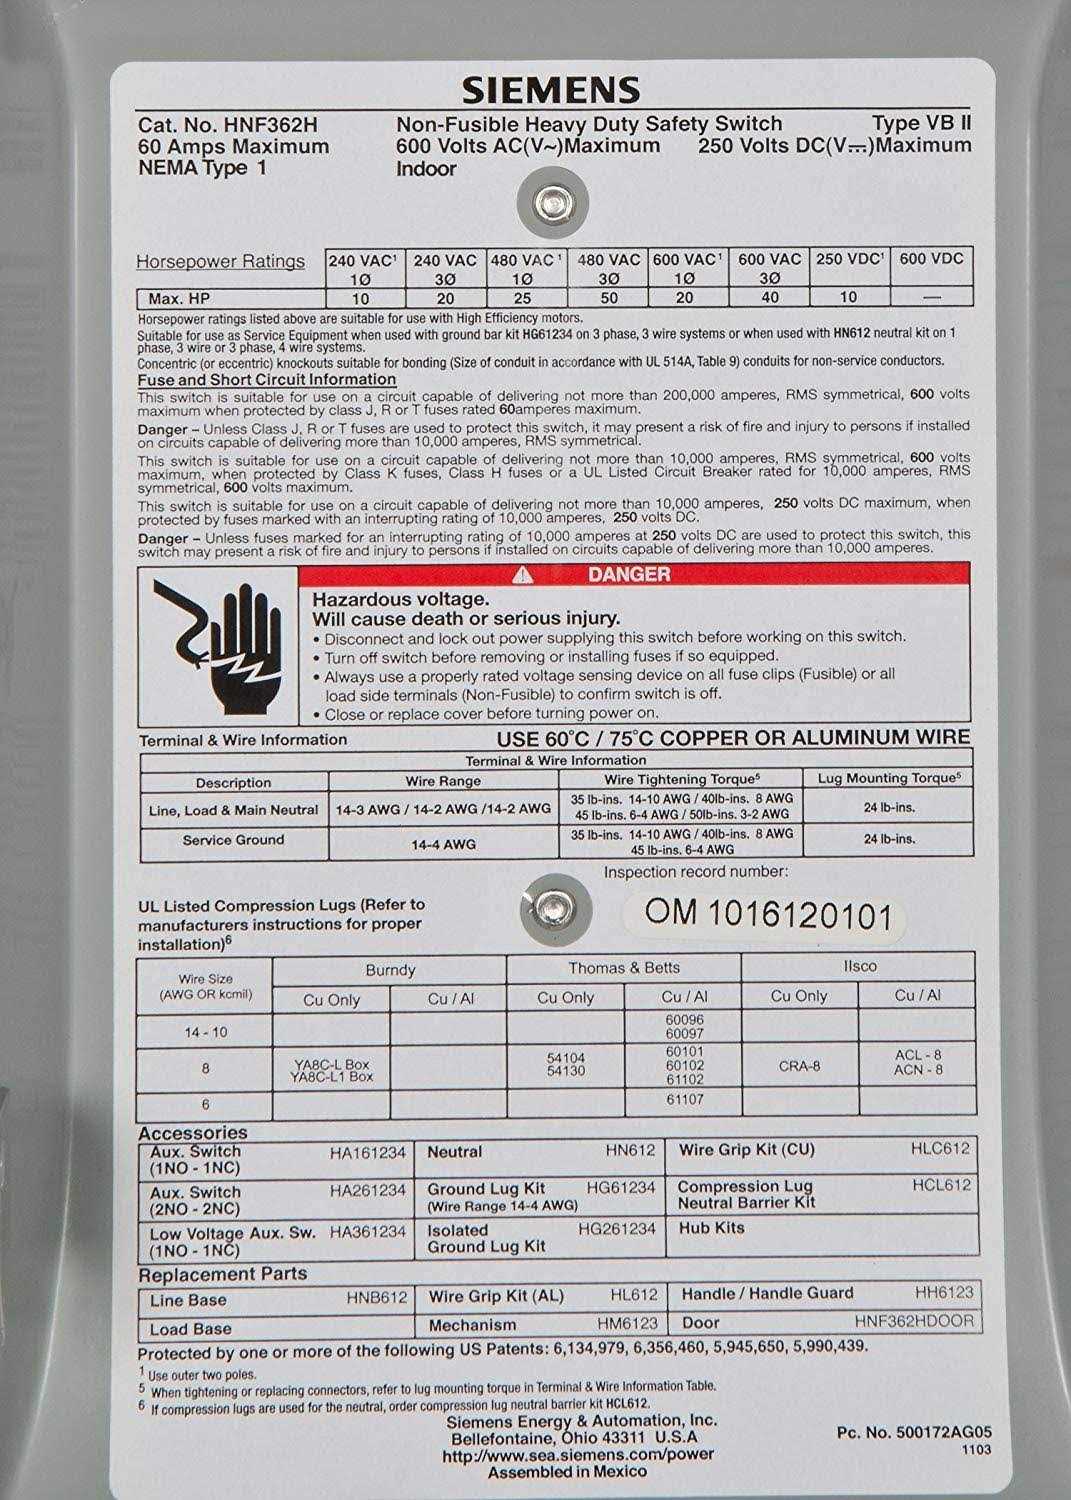 SIEMENS
Cat. No. HNF362H Non-Fusible Heavy Duty Safety Switch Type VB II
60 Amps Maximum 600 Volts AC(V~)Maximum 250 Volts DC(V⎓)Maximum
NEMA Type 1 Indoor
Horsepower Ratings 240 VAC¹ 240 VAC 480 VAC¹ 480 VAC 600 VAC¹ 600 VAC 250 VDC¹ 600 VDC
1Ø 3Ø 1Ø 3Ø 1Ø 3Ø
Max. HP 10 20 25 50 20 40 10 —
Horsepower ratings listed above are suitable for use with High Efficiency motors.
Suitable for use as Service Equipment when used with ground bar kit HG61234 on 3 phase, 3 wire systems or when used with HN612 neutral kit on 1
phase, 3 wire or 3 phase, 4 wire systems.
Concentric (or eccentric) knockouts suitable for bonding (Size of conduit in accordance with UL 514A, Table 9) conduits for non-service conductors.
Fuse and Short Circuit Information
This switch is suitable for use on a circuit capable of delivering not more than 200,000 amperes, RMS symmetrical, 600 volts
maximum when protected by class J, R or T fuses rated 60amperes maximum.
Danger – Unless Class J, R or T fuses are used to protect this switch, it may present a risk of fire and injury to persons if installed
on circuits capable of delivering more than 10,000 amperes, RMS symmetrical.
This switch is suitable for use on a circuit capable of delivering not more than 10,000 amperes, RMS symmetrical, 600 volts
maximum, when protected by Class K fuses, Class H fuses or a UL Listed Circuit Breaker rated for 10,000 amperes, RMS
symmetrical, 600 volts maximum.
This switch is suitable for use on a circuit capable of delivering not more than 10,000 amperes, 250 volts DC maximum, when
protected by fuses marked with an interrupting rating of 10,000 amperes, 250 volts DC.
Danger – Unless fuses marked for an interrupting rating of 10,000 amperes at 250 volts DC are used to protect this switch, this
switch may present a risk of fire and injury to persons if installed on circuits capable of delivering more than 10,000 amperes.
DANGER
Hazardous voltage.
Will cause death or serious injury.
• Disconnect and lock out power supplying this switch before working on this switch.
• Turn off switch before removing or installing fuses if so equipped.
• Always use a properly rated voltage sensing device on all fuse clips (Fusible) or all
load side terminals (Non-Fusible) to confirm switch is off.
• Close or replace cover before turning power on.
Terminal & Wire Information USE 60°C / 75°C COPPER OR ALUMINUM WIRE
Terminal & Wire Information
Description Wire Range Wire Tightening Torque⁵ Lug Mounting Torque⁵
Line, Load & Main Neutral 14-3 AWG / 14-2 AWG /14-2 AWG 35 lb-ins. 14-10 AWG / 40lb-ins. 8 AWG 24 lb-ins.
45 lb-ins. 6-4 AWG / 50lb-ins. 3-2 AWG
Service Ground 14-4 AWG 35 lb-ins. 14-10 AWG / 40lb-ins. 8 AWG 24 lb-ins.
45 lb-ins. 6-4 AWG
Inspection record number:
OM 1016120101
UL Listed Compression Lugs (Refer to
manufacturers instructions for proper
installation)⁶
Wire Size Burndy Thomas & Betts Ilsco
(AWG OR kcmil) Cu Only Cu / Al Cu Only Cu / Al Cu Only Cu / Al
14 - 10 60096
60097
8 YA8C-L Box 54104 60101 CRA-8 ACL - 8
YA8C-L1 Box 54130 60102 ACN - 8
61102
6 61107
Accessories
Aux. Switch HA161234 Neutral HN612 Wire Grip Kit (CU) HLC612
(1NO - 1NC)
Aux. Switch HA261234 Ground Lug Kit HG61234 Compression Lug HCL612
(2NO - 2NC) (Wire Range 14-4 AWG) Neutral Barrier Kit
Low Voltage Aux. Sw. HA361234 Isolated HG261234 Hub Kits
(1NO - 1NC) Ground Lug Kit
Replacement Parts
Line Base HNB612 Wire Grip Kit (AL) HL612 Handle / Handle Guard HH6123
Load Base Mechanism HM6123 Door HNF362HDOOR
Protected by one or more of the following US Patents: 6,134,979, 6,356,460, 5,945,650, 5,990,439.
¹ Use outer two poles.
⁵ When tightening or replacing connectors, refer to lug mounting torque in Terminal & Wire Information Table.
⁶ If compression lugs are used for the neutral, order compression lug neutral barrier kit HCL612.
Siemens Energy & Automation, Inc.
Bellefontaine, Ohio 43311 U.S.A
http://www.sea.siemens.com/power
Assembled in Mexico
Pc. No. 500172AG05
1103